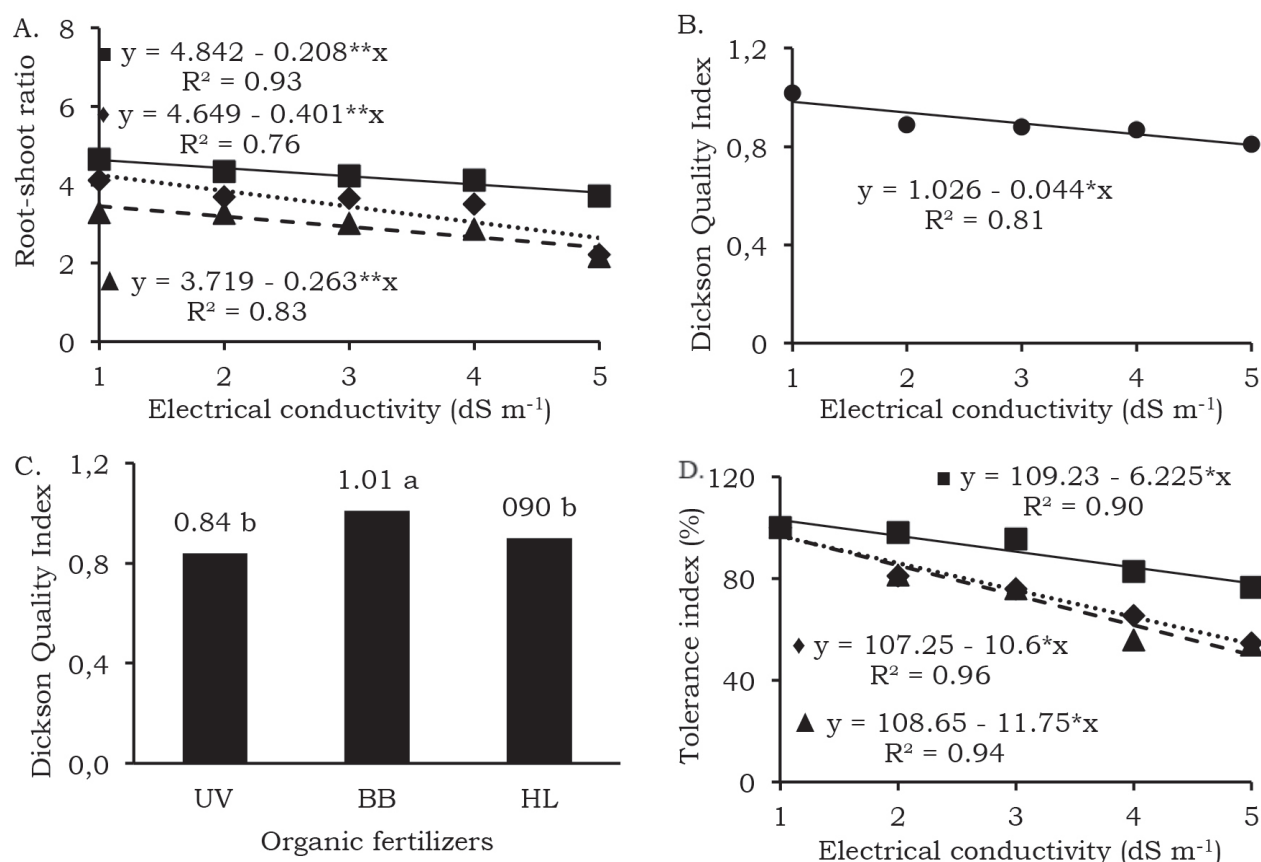 A.
Root-shoot ratio
8
6
4
2
0
■ y = 4.842 - 0.208**x
R² = 0.93
♦ y = 4.649 - 0.401**x
R² = 0.76
▲ y = 3.719 - 0.263**x
R² = 0.83
1 2 3 4 5
Electrical conductivity (dS m⁻¹)
B.
Dickson Quality Index
1,2
0,8
0,4
0
y = 1.026 - 0.044*x
R² = 0.81
1 2 3 4 5
Electrical conductivity (dS m⁻¹)
C.
Dickson Quality Index
1,2
0,8
0,4
0,0
0.84 b
1.01 a
090 b
UV BB HL
Organic fertilizers
D.
Tolerance index (%)
120
80
40
0
■ y = 109.23 - 6.225*x
R² = 0.90
♦ y = 107.25 - 10.6*x
R² = 0.96
▲ y = 108.65 - 11.75*x
R² = 0.94
1 2 3 4 5
Electrical conductivity (dS m⁻¹)